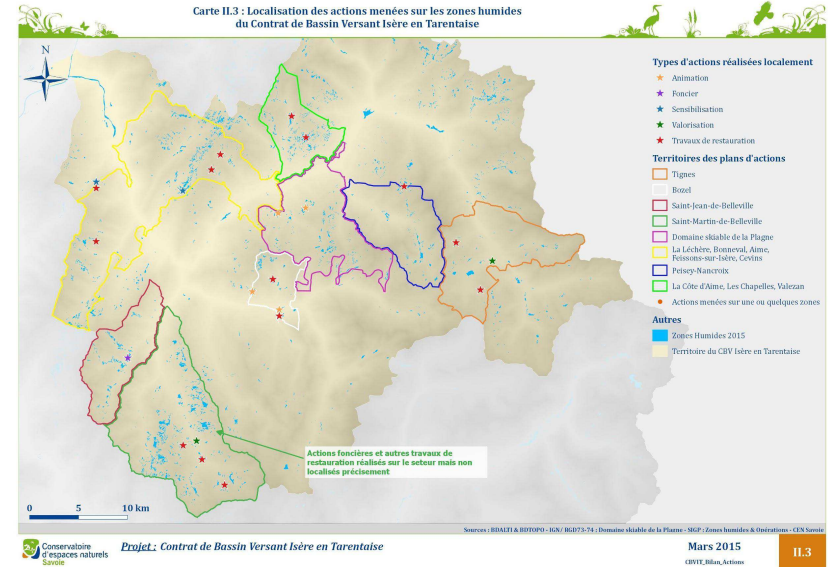 Carte II.3 : Localisation des actions menées sur les zones humides
du Contrat de Bassin Versant Isère en Tarentaise
N
Types d'actions réalisées localement
Animation
Foncier
Sensibilisation
Valorisation
Travaux de restauration
Territoires des plans d'actions
Tignes
Bozel
Saint-Jean-de-Belleville
Saint-Martin-de-Belleville
Domaine skiable de la Plagne
La Léchère, Bonneval, Aime,
Feissons-sur-Isère, Cevins
Peisey-Nancroix
La Côte d'Aime, Les Chapelles, Valezan
Actions menées sur une ou quelques zones
Autres
Zones Humides 2015
Territoire du CBV Isère en Tarentaise
Actions foncières et autres travaux de
restauration réalisés sur le seteur mais non
localisés précisement
0 5 10 km
Sources : BDALTI & BDTOPO - IGN/ RGD73-74 ; Domaine skiable de la Plagne - SIGP ; Zones humides & Opérations - CEN Savoie
Conservatoire
d'espaces naturels
Savoie
Projet : Contrat de Bassin Versant Isère en Tarentaise
Mars 2015
CBVIT_Bilan_Actions
II.3